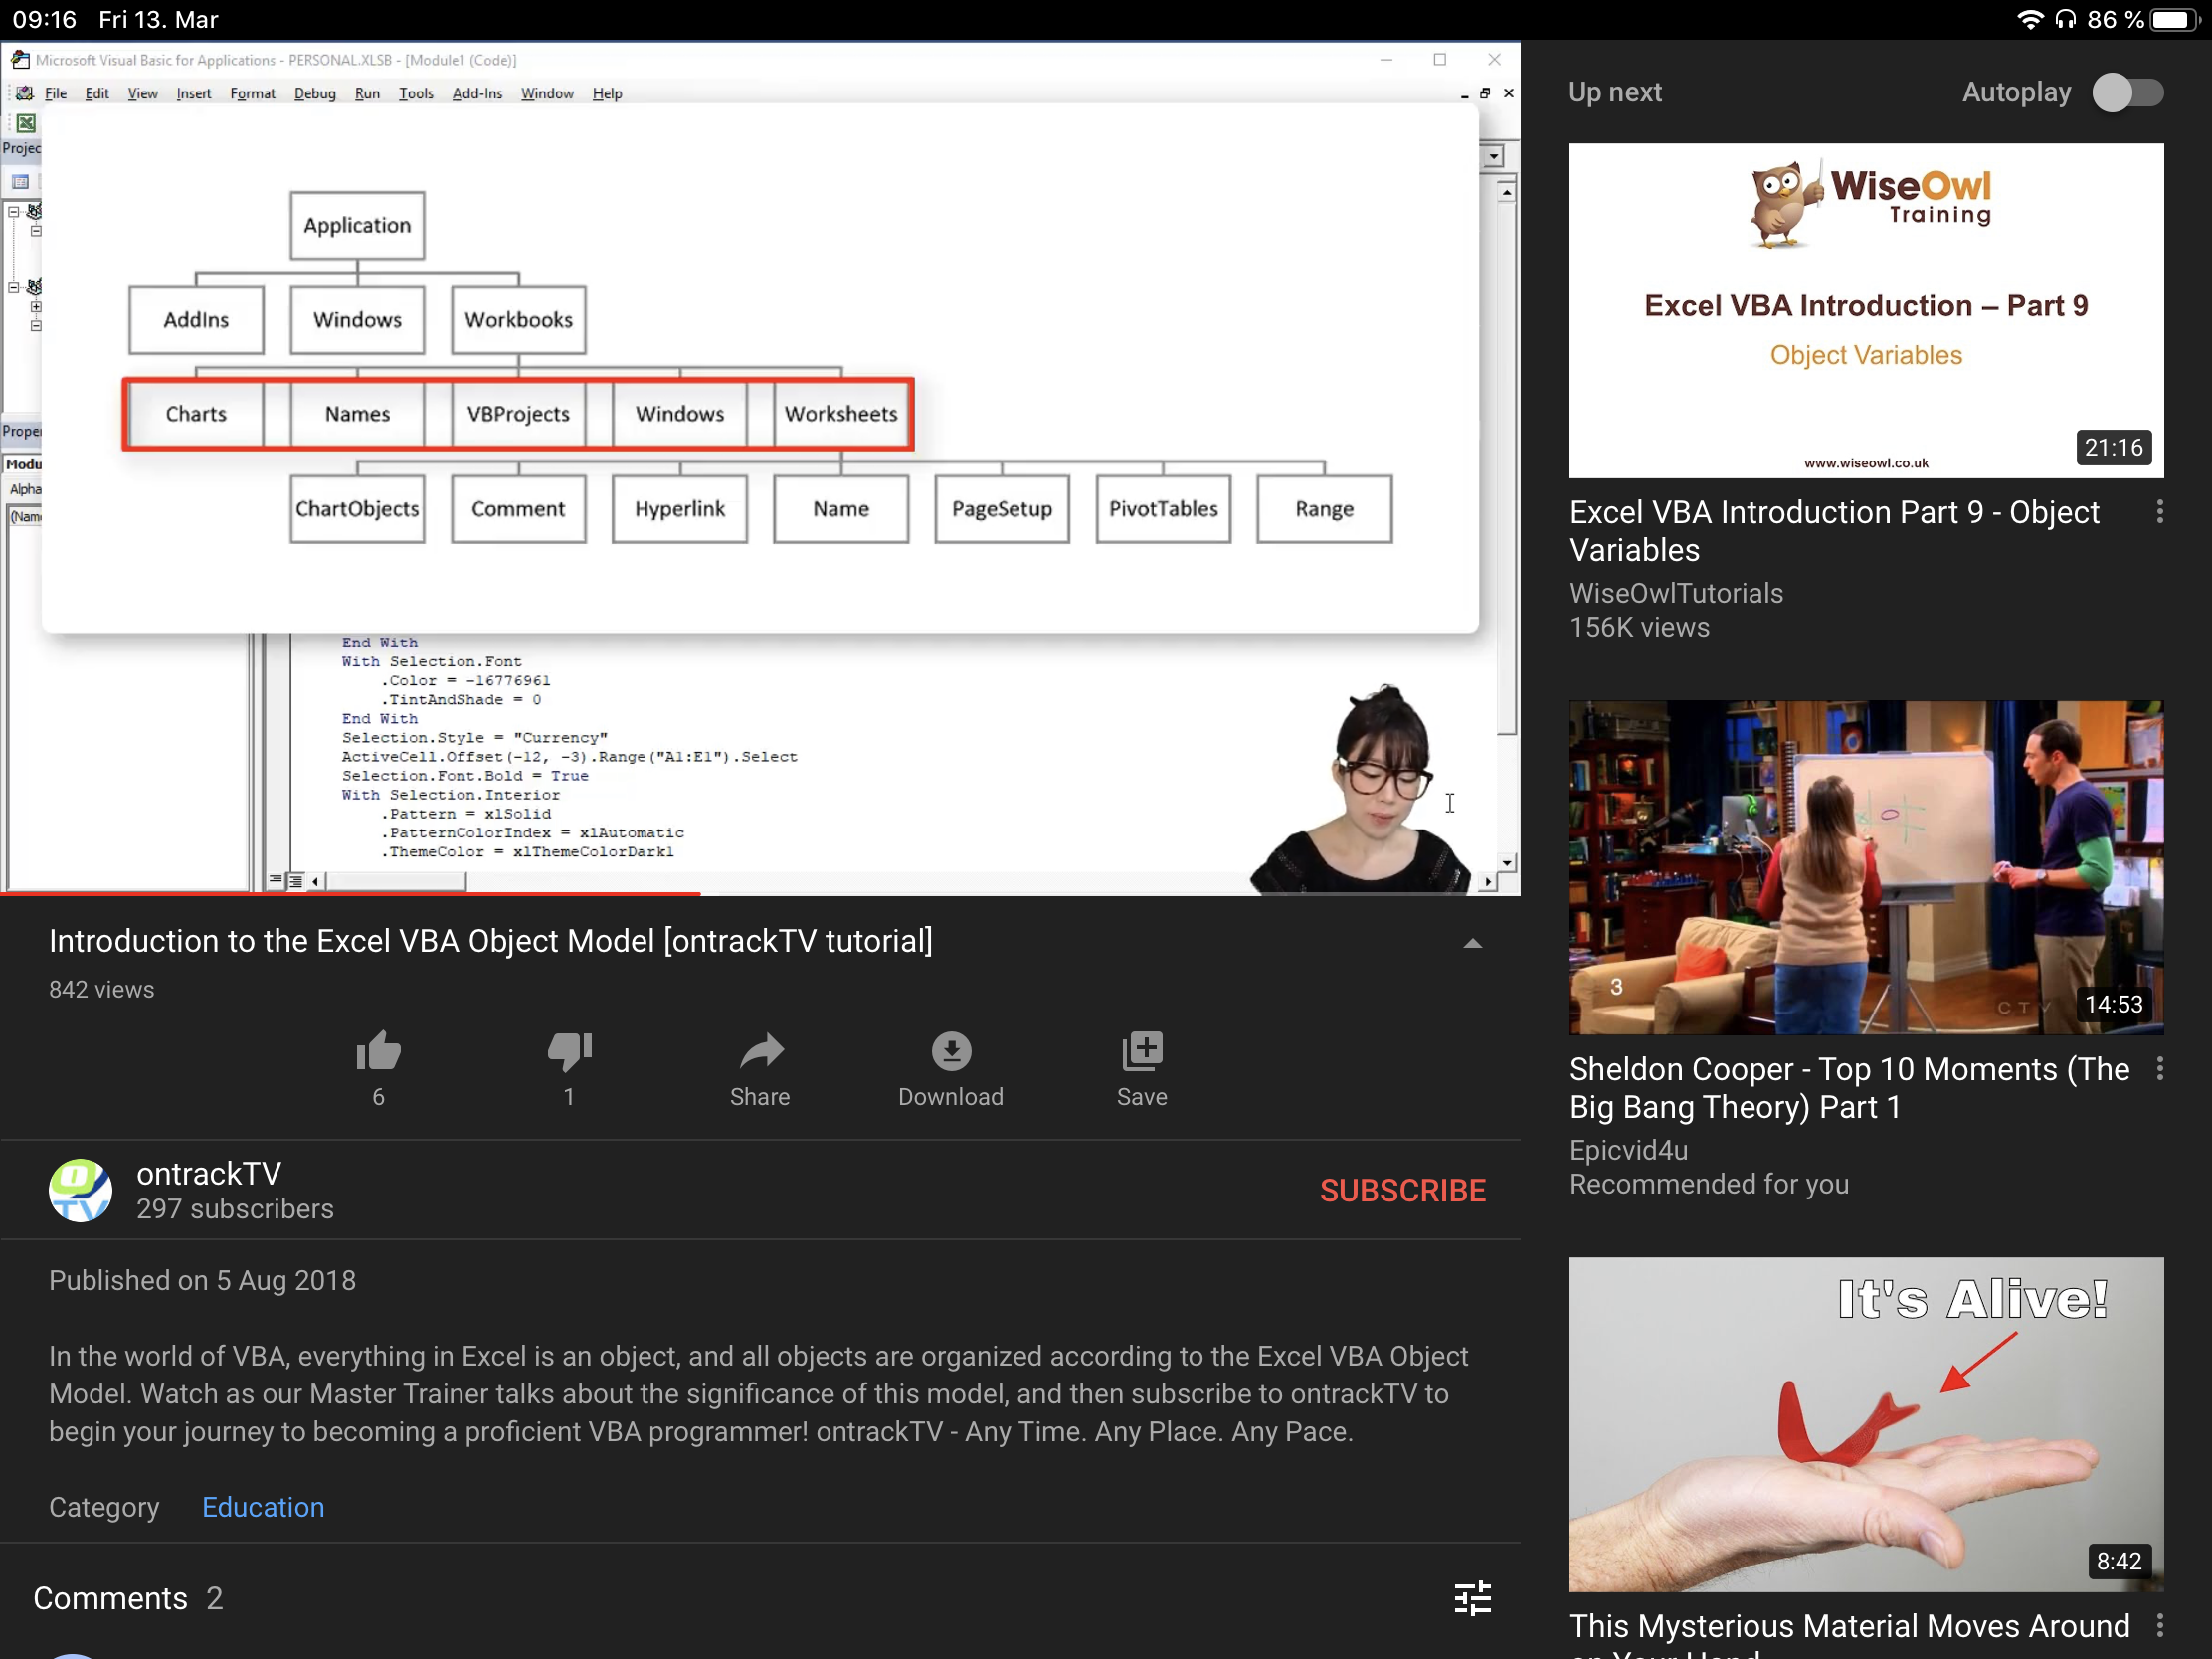 09:16 Fri 13. Mar
86 %
Microsoft Visual Basic for Applications - PERSONAL.XLSB - [Module1 (Code)]
File Edit View Insert Format Debug Run Tools Add-Ins Window Help
Projec
Application
AddIns Windows Workbooks
Charts Names VBProjects Windows Worksheets
ChartObjects Comment Hyperlink Name PageSetup PivotTables Range
Prope
Modu
Alpha
(Nam
End With
With Selection.Font
.Color = -16776961
.TintAndShade = 0
End With
Selection.Style = "Currency"
ActiveCell.Offset(-12, -3).Range("A1:E1").Select
Selection.Font.Bold = True
With Selection.Interior
.Pattern = xlSolid
.PatternColorIndex = xlAutomatic
.ThemeColor = xlThemeColorDark1
Introduction to the Excel VBA Object Model [ontrackTV tutorial]
842 views
6 1 Share Download Save
OTV
ontrackTV
297 subscribers
SUBSCRIBE
Published on 5 Aug 2018
In the world of VBA, everything in Excel is an object, and all objects are organized according to the Excel VBA Object
Model. Watch as our Master Trainer talks about the significance of this model, and then subscribe to ontrackTV to
begin your journey to becoming a proficient VBA programmer! ontrackTV - Any Time. Any Place. Any Pace.
Category Education
Comments 2
Up next Autoplay
WiseOwl
Training
Excel VBA Introduction – Part 9
Object Variables
www.wiseowl.co.uk
21:16
Excel VBA Introduction Part 9 - Object
Variables
WiseOwlTutorials
156K views
3
CTV
14:53
Sheldon Cooper - Top 10 Moments (The
Big Bang Theory) Part 1
Epicvid4u
Recommended for you
It's Alive!
8:42
This Mysterious Material Moves Around
on Your Hand